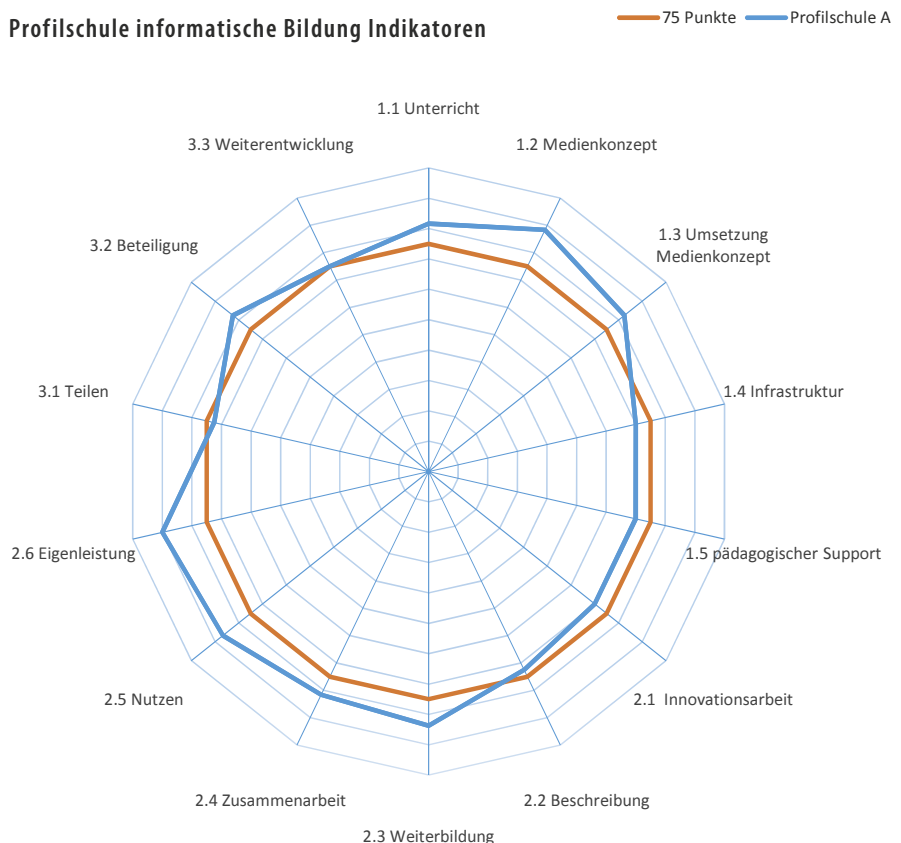 Profilschule informatische Bildung Indikatoren
75 Punkte
Profilschule A
1.1 Unterricht
1.2 Medienkonzept
1.3 Umsetzung
Medienkonzept
1.4 Infrastruktur
1.5 pädagogischer Support
2.1 Innovationsarbeit
2.2 Beschreibung
2.3 Weiterbildung
2.4 Zusammenarbeit
2.5 Nutzen
2.6 Eigenleistung
3.1 Teilen
3.2 Beteiligung
3.3 Weiterentwicklung